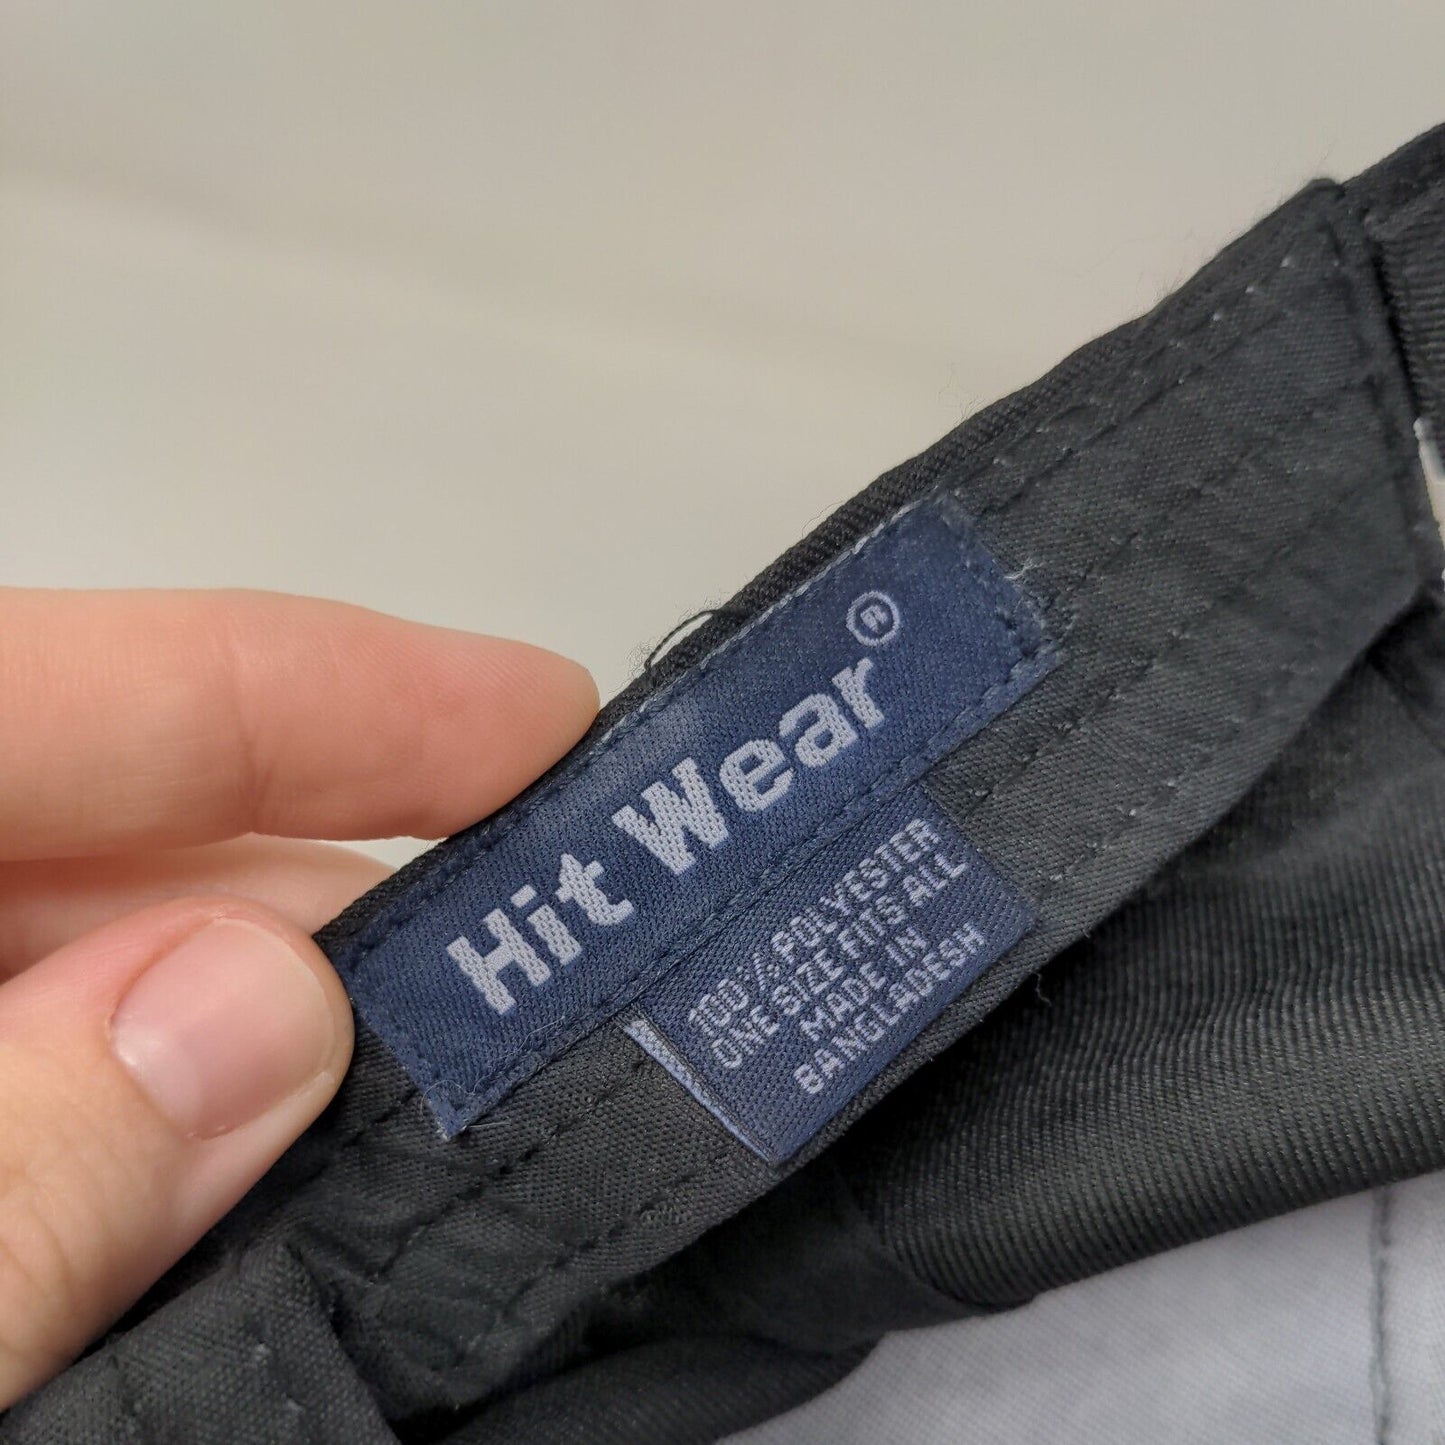 Hit Wear®
100% POLYESTER
ONE SIZE FITS ALL
MADE IN
BANGLADESH